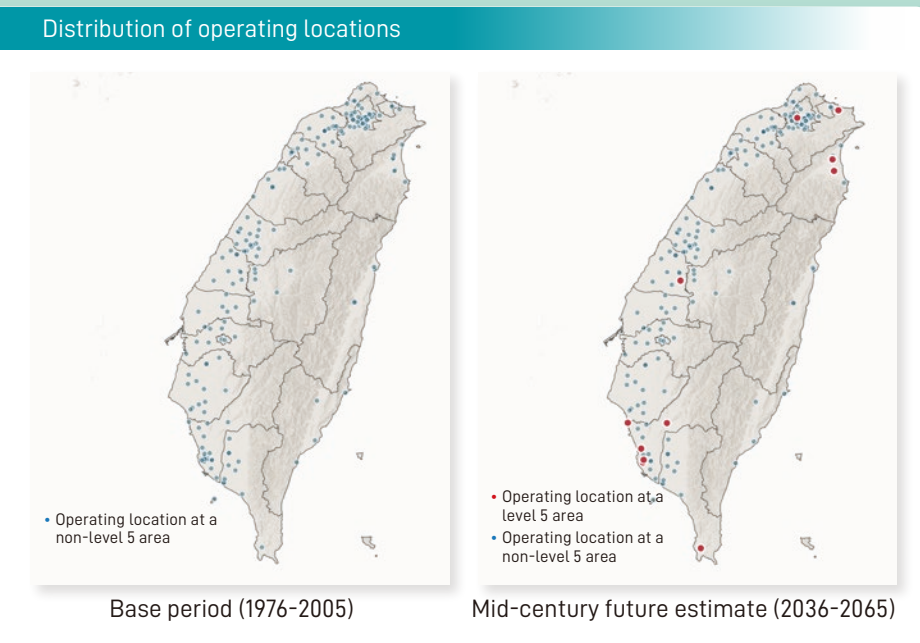 Distribution of operating locations
Operating location at a
non-level 5 area
Operating location at a
level 5 area
Operating location at a
non-level 5 area
Base period (1976-2005)
Mid-century future estimate (2036-2065)